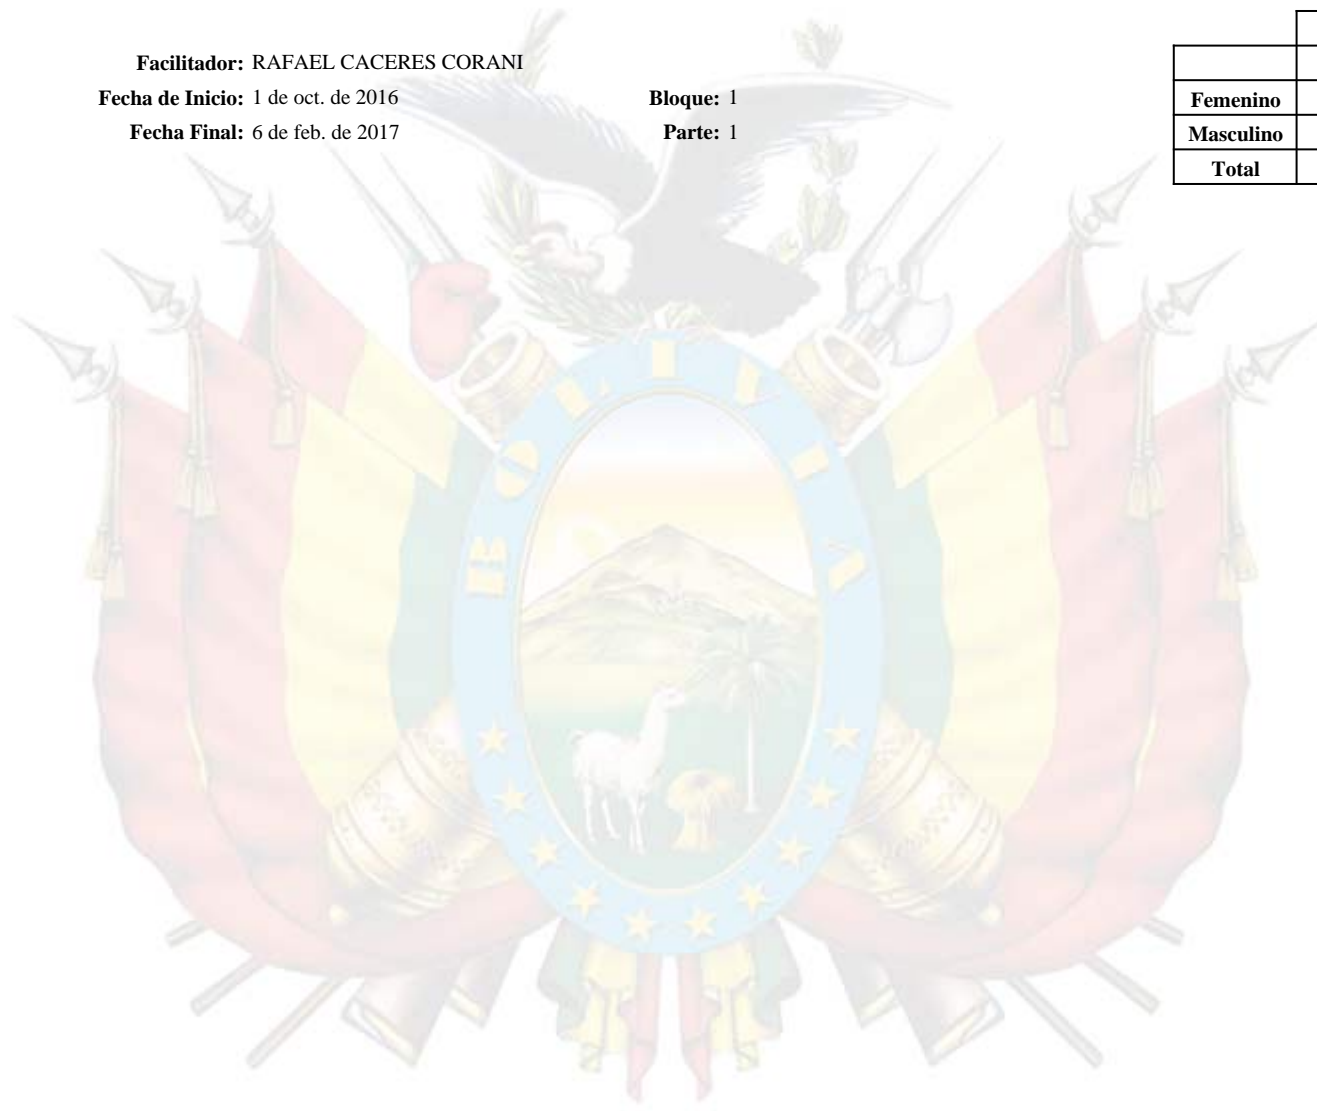 Facilitador: RAFAEL CACERES CORANI
Fecha de Inicio: 1 de oct. de 2016 Bloque: 1
Fecha Final: 6 de feb. de 2017 Parte: 1
Femenino
Masculino
Total
BOLIVIA